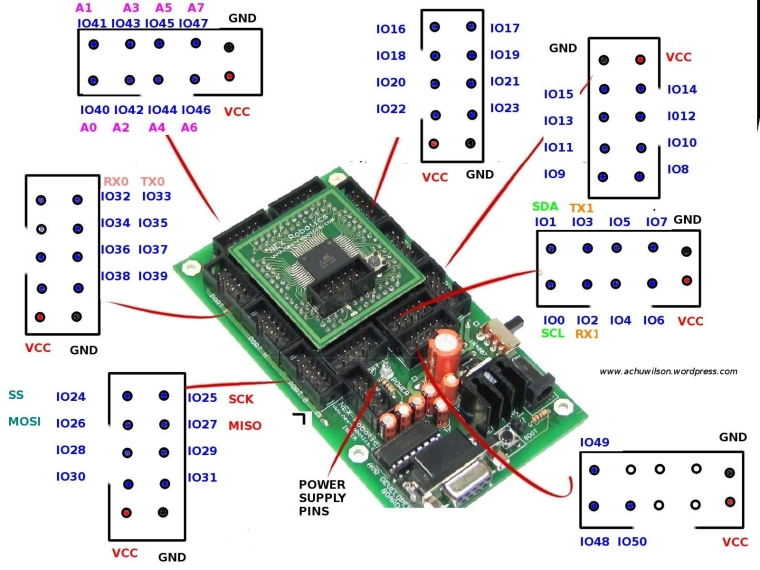 A1 A3 A5 A7
IO41 IO43 IO45 IO47 GND
IO40 IO42 IO44 IO46 VCC
A0 A2 A4 A6
IO16 IO17
IO18 IO19
IO20 IO21
IO22 IO23
VCC GND
GND VCC
IO15 IO14
IO13 I012
IO11 IO10
IO9 IO8
RX0 TX0
IO32 IO33
IO34 IO35
IO36 IO37
IO38 IO39
VCC GND
SDA TX1
IO1 IO3 IO5 IO7 GND
IO0 IO2 IO4 IO6 VCC
SCL RX1
NEX Robotics
www.achuwilson.wordpress.com
SS IO24 IO25 SCK
MOSI IO26 IO27 MISO
IO28 IO29
IO30 IO31
VCC GND
POWER
SUPPLY
PINS
IO49 GND
IO48 IO50 VCC